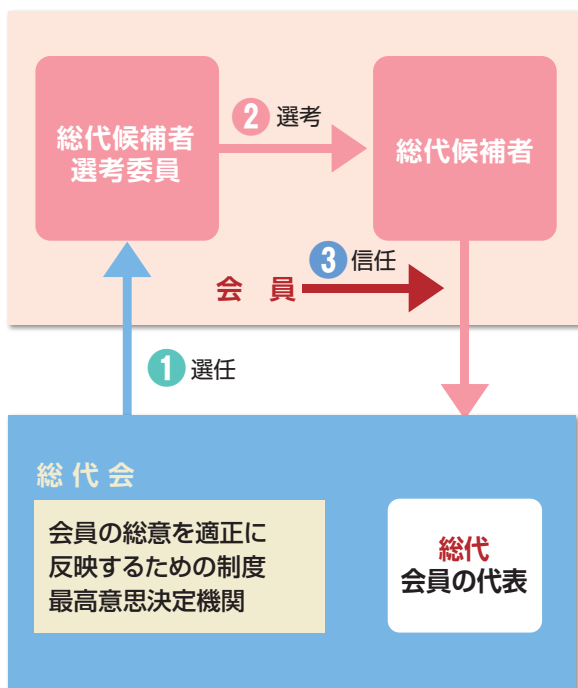 総代候補者
選考委員
2 選考
総代候補者
会 員
3 信任
1 選任
総代会
会員の総意を適正に
反映するための制度
最高意思決定機関
総代
会員の代表